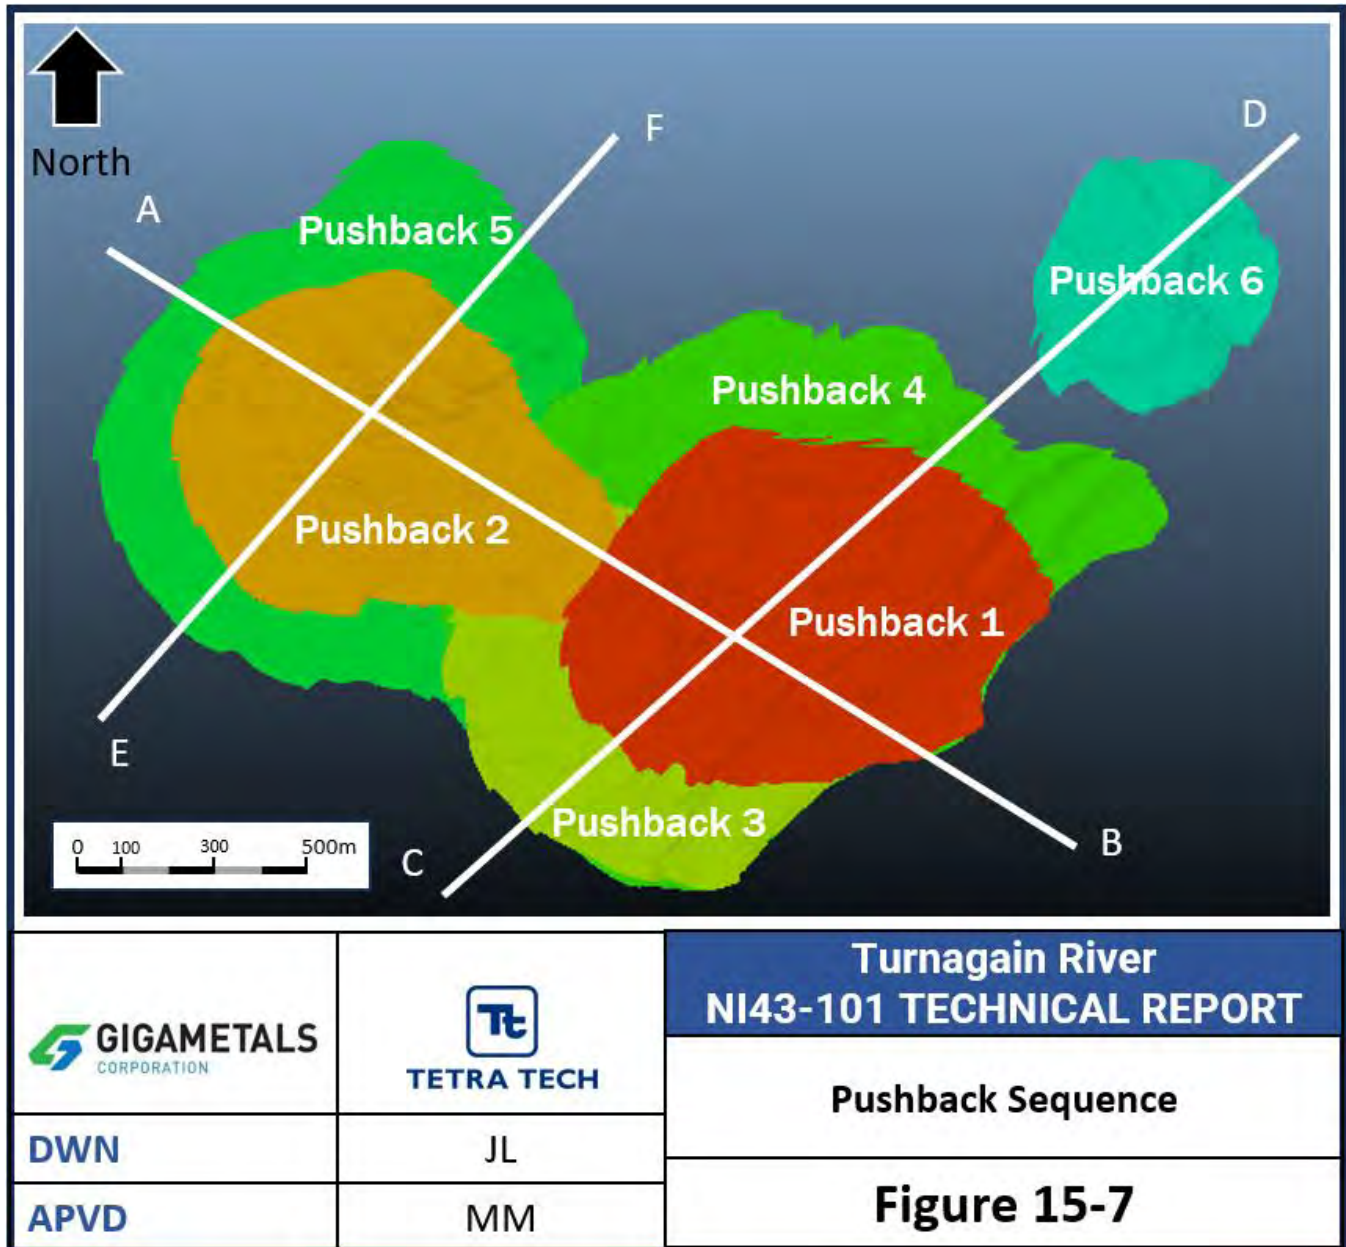 North
A
F
D
Pushback 5
Pushback 6
Pushback 4
Pushback 2
Pushback 1
E
Pushback 3
B
C
0 100 300 500m
GIGAMETALS
CORPORATION
Tt
TETRA TECH
Turnagain River
NI43-101 TECHNICAL REPORT
Pushback Sequence
DWN JL
Figure 15-7
APVD MM